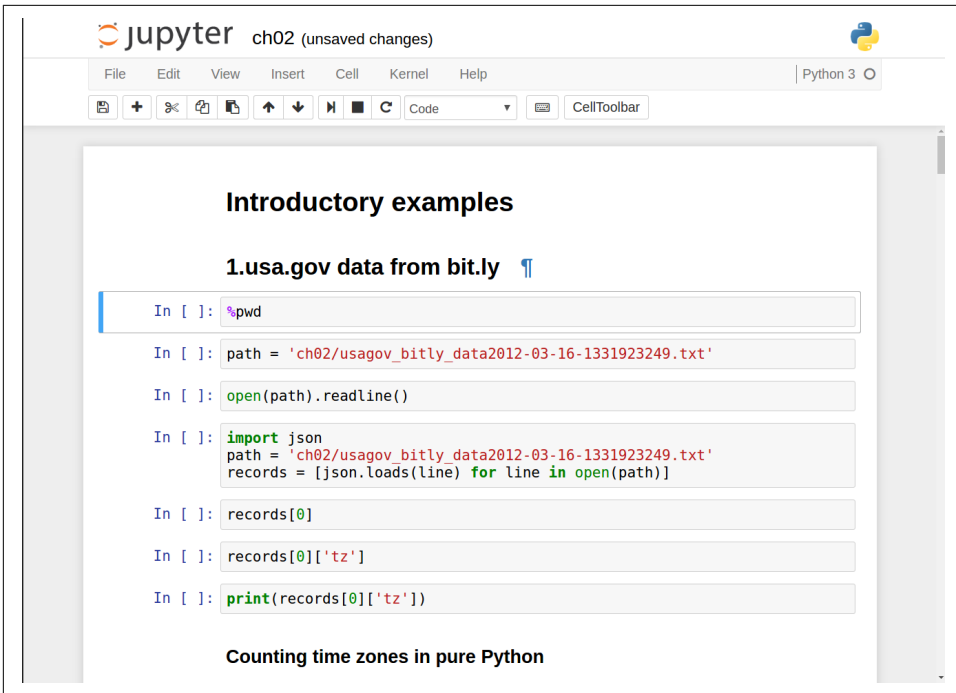 jupyter ch02 (unsaved changes)
File Edit View Insert Cell Kernel Help Python 3
Code CellToolbar
Introductory examples
1.usa.gov data from bit.ly ¶
In [ ]: %pwd
In [ ]: path = 'ch02/usagov_bitly_data2012-03-16-1331923249.txt'
In [ ]: open(path).readline()
In [ ]: import json
path = 'ch02/usagov_bitly_data2012-03-16-1331923249.txt'
records = [json.loads(line) for line in open(path)]
In [ ]: records[0]
In [ ]: records[0]['tz']
In [ ]: print(records[0]['tz'])
Counting time zones in pure Python